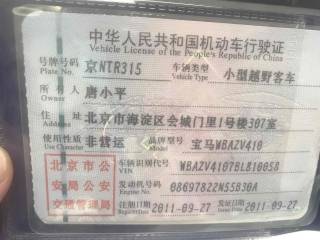 中华人民共和国机动车行驶证
Vehicle License of the People's Republic of China
号牌号码 Plate No. 京NTR315 车辆类型 Vehicle Type 小型越野客车
所有人 Owner 唐小平
住址 Address 北京市海淀区会城门里1号楼307室
使用性质 Use Character 非营运 品牌型号 Model 宝马WBAZV410
北京市公安局公安交通管理局
车辆识别代号 VIN WBAZV4107BL810058
发动机号码 Engine No. 0869782ZN55B30A
注册日期 Register Date 2011-09-27 发证日期 Issue Date 2011-09-27